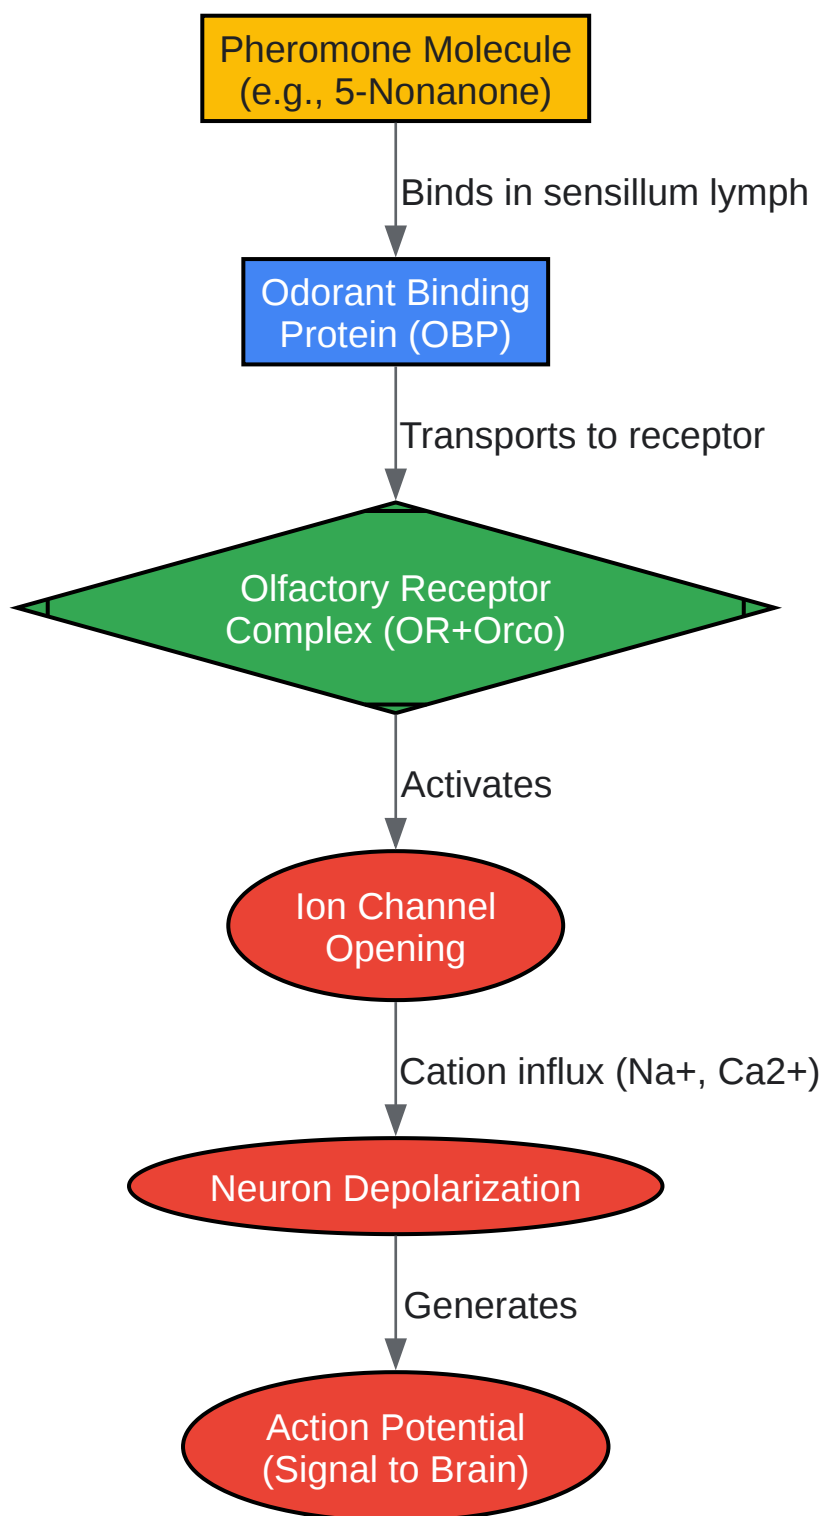 Pheromone Molecule
(e.g., 5-Nonanone)
Binds in sensillum lymph
Odorant Binding
Protein (OBP)
Transports to receptor
Olfactory Receptor
Complex (OR+Orco)
Activates
Ion Channel
Opening
Cation influx (Na+, Ca2+)
Neuron Depolarization
Generates
Action Potential
(Signal to Brain)